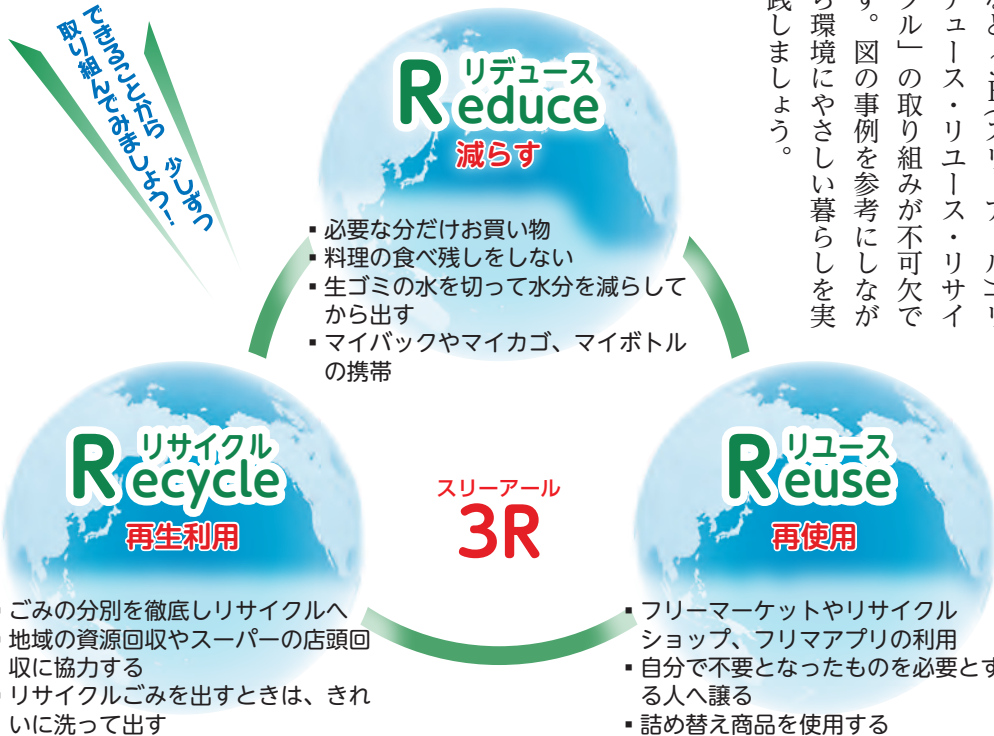 デュース・リユース・リサイ
クル」の取り組みが不可欠で
す。図の事例を参考にしなが
ら環境にやさしい暮らしを実
践しましょう。
できることから 少しずつ
取り組んでみましょう！
リデュース
Reduce
減らす
▪ 必要な分だけお買い物
▪ 料理の食べ残しをしない
▪ 生ゴミの水を切って水分を減らして
から出す
▪ マイバックやマイカゴ、マイボトル
の携帯
リサイクル
Recycle
再生利用
ごみの分別を徹底しリサイクルへ
地域の資源回収やスーパーの店頭回
収に協力する
リサイクルごみを出すときは、きれ
いに洗って出す
スリーアール
3R
リユース
Reuse
再使用
▪ フリーマーケットやリサイクル
ショップ、フリマアプリの利用
▪ 自分で不要となったものを必要とす
る人へ譲る
▪ 詰め替え商品を使用する